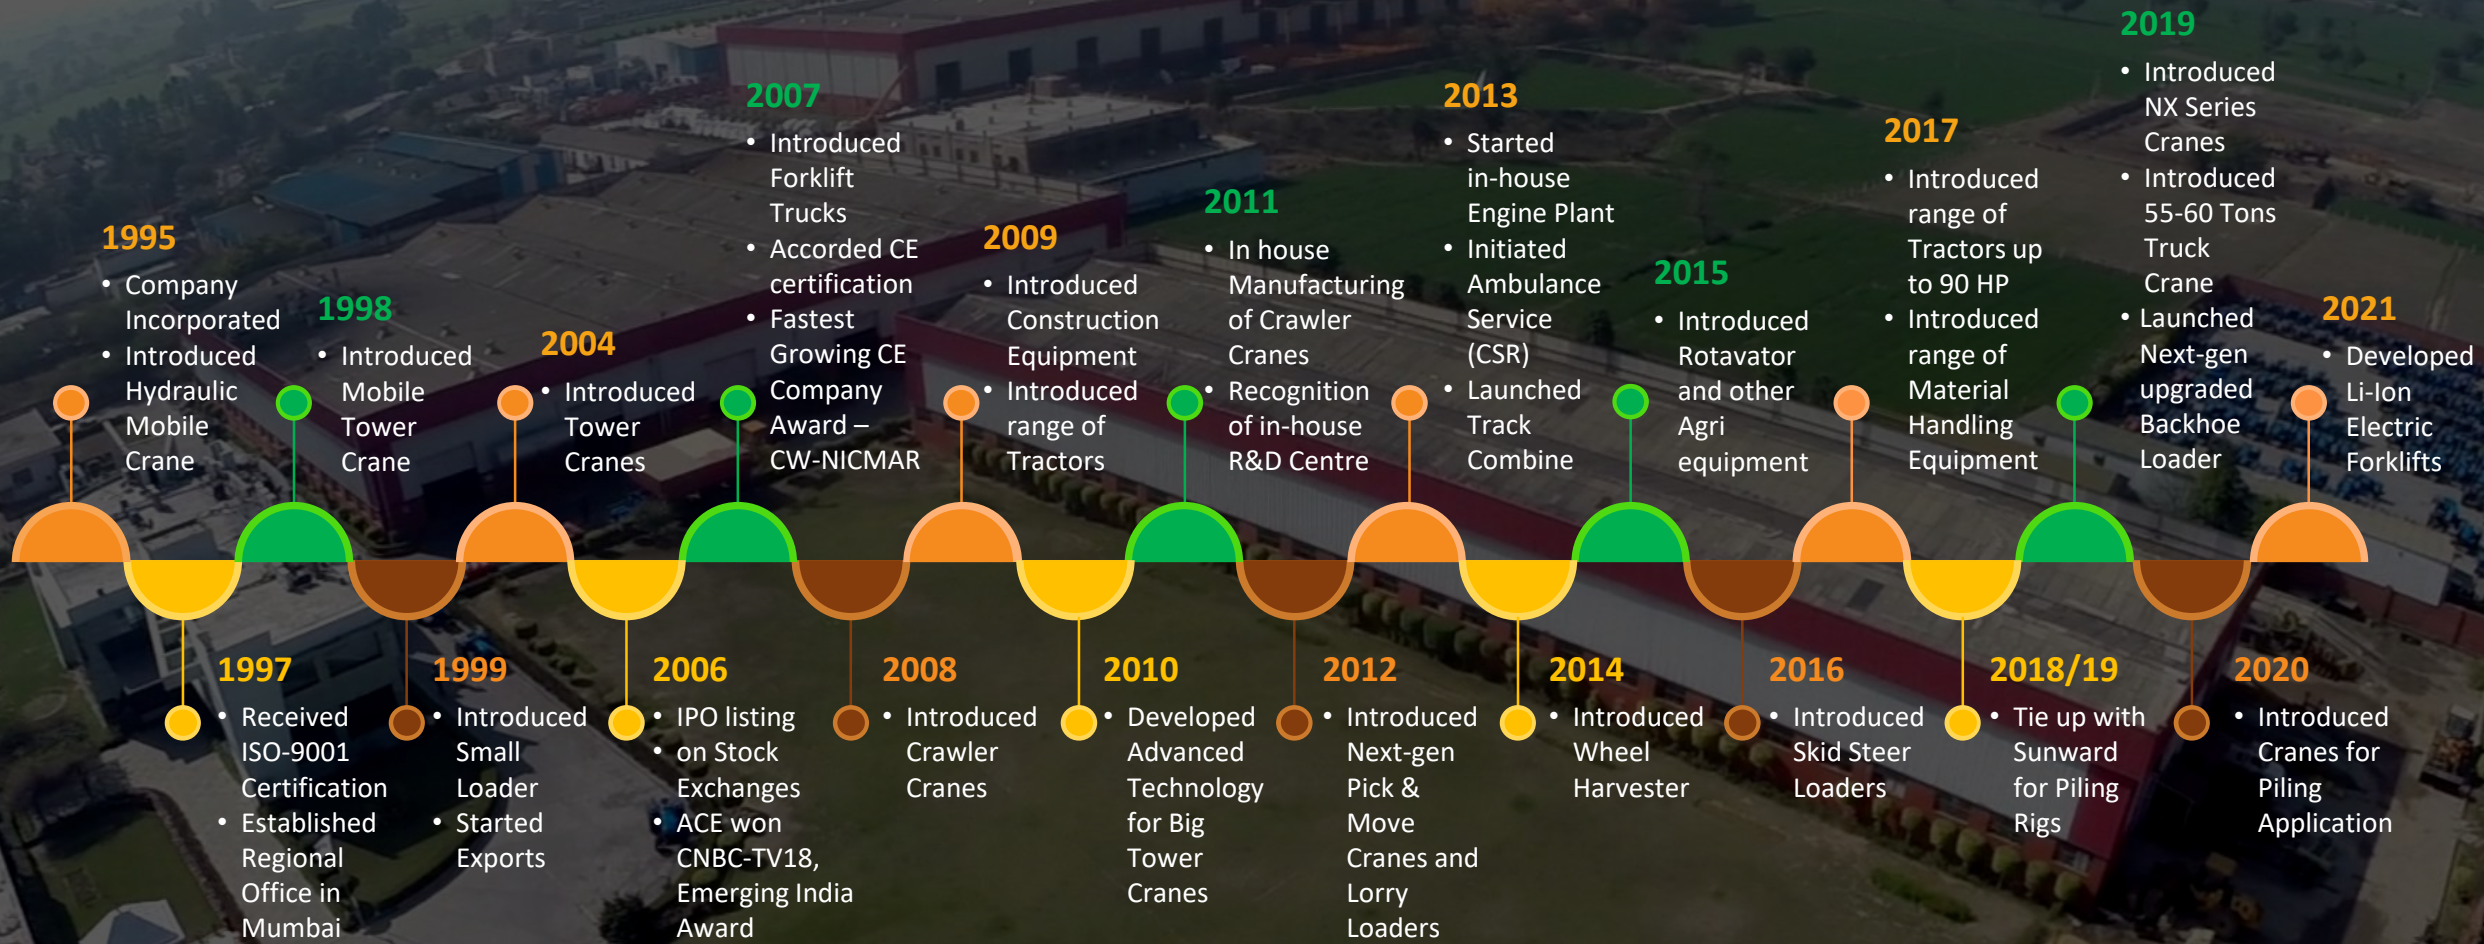 1995
• Company
Incorporated
• Introduced
Hydraulic
Mobile
Crane
1997
• Received
ISO-9001
Certification
• Established
Regional
Office in
Mumbai
1998
• Introduced
Mobile
Tower
Crane
1999
• Introduced
Small
Loader
• Started
Exports
2004
• Introduced
Tower
Cranes
2006
• IPO listing
• on Stock
Exchanges
• ACE won
CNBC-TV18,
Emerging India
Award
2007
• Introduced
Forklift
Trucks
• Accorded CE
certification
• Fastest
Growing CE
Company
Award –
CW-NICMAR
2008
• Introduced
Crawler
Cranes
2009
• Introduced
Construction
Equipment
• Introduced
range of
Tractors
2010
• Developed
Advanced
Technology
for Big
Tower
Cranes
2011
• In house
Manufacturing
of Crawler
Cranes
• Recognition
of in-house
R&D Centre
2012
• Introduced
Next-gen
Pick &
Move
Cranes and
Lorry
Loaders
2013
• Started
in-house
Engine Plant
• Initiated
Ambulance
Service
(CSR)
• Launched
Track
Combine
2014
• Introduced
Wheel
Harvester
2015
• Introduced
Rotavator
and other
Agri
equipment
2016
• Introduced
Skid Steer
Loaders
2017
• Introduced
range of
Tractors up
to 90 HP
• Introduced
range of
Material
Handling
Equipment
2018/19
• Tie up with
Sunward
for Piling
Rigs
2019
• Introduced
NX Series
Cranes
• Introduced
55-60 Tons
Truck
Crane
• Launched
Next-gen
upgraded
Backhoe
Loader
2020
• Introduced
Cranes for
Piling
Application
2021
• Developed
Li-Ion
Electric
Forklifts